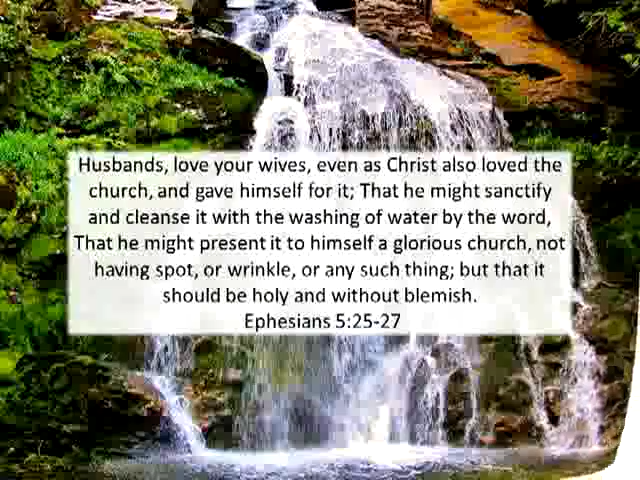 Husbands, love your wives, even as Christ also loved the
church, and gave himself for it; That he might sanctify
and cleanse it with the washing of water by the word,
That he might present it to himself a glorious church, not
having spot, or wrinkle, or any such thing; but that it
should be holy and without blemish.
Ephesians 5:25-27